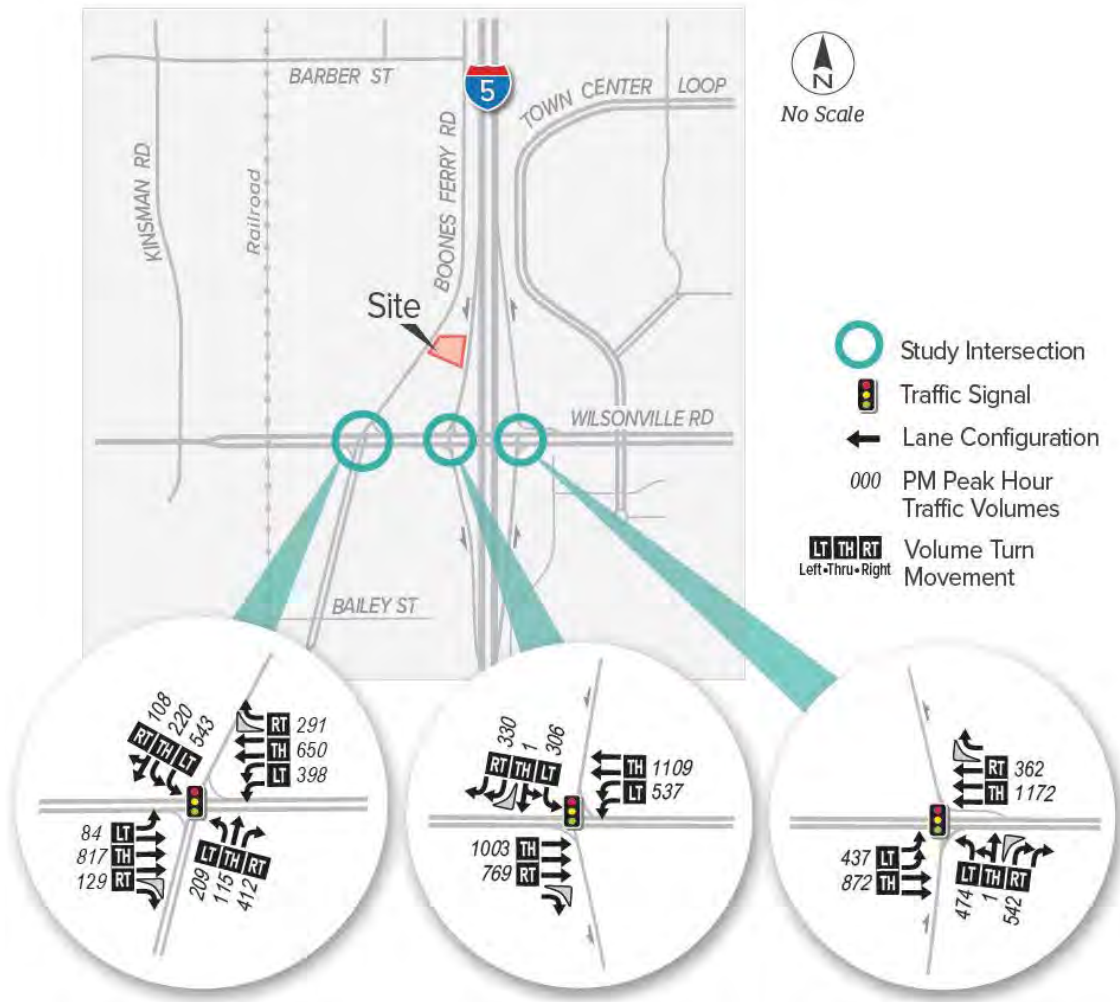 BARBER ST
5
TOWN CENTER LOOP
N
No Scale
KINSMAN RD
Railroad
BOONES FERRY RD
Site
WILSONVILLE RD
BAILEY ST
Study Intersection
Traffic Signal
Lane Configuration
000 PM Peak Hour
Traffic Volumes
LT TH RT Volume Turn
Left•Thru•Right Movement
108 220 543
RT TH LT
RT 291
TH 650
LT 398
84 LT
817 TH
129 RT
LT TH RT
209 115 412
330 1 306
RT TH LT
TH 1109
LT 537
1003 TH
769 RT
RT 362
TH 1172
437 LT
872 TH
LT TH RT
474 1 542